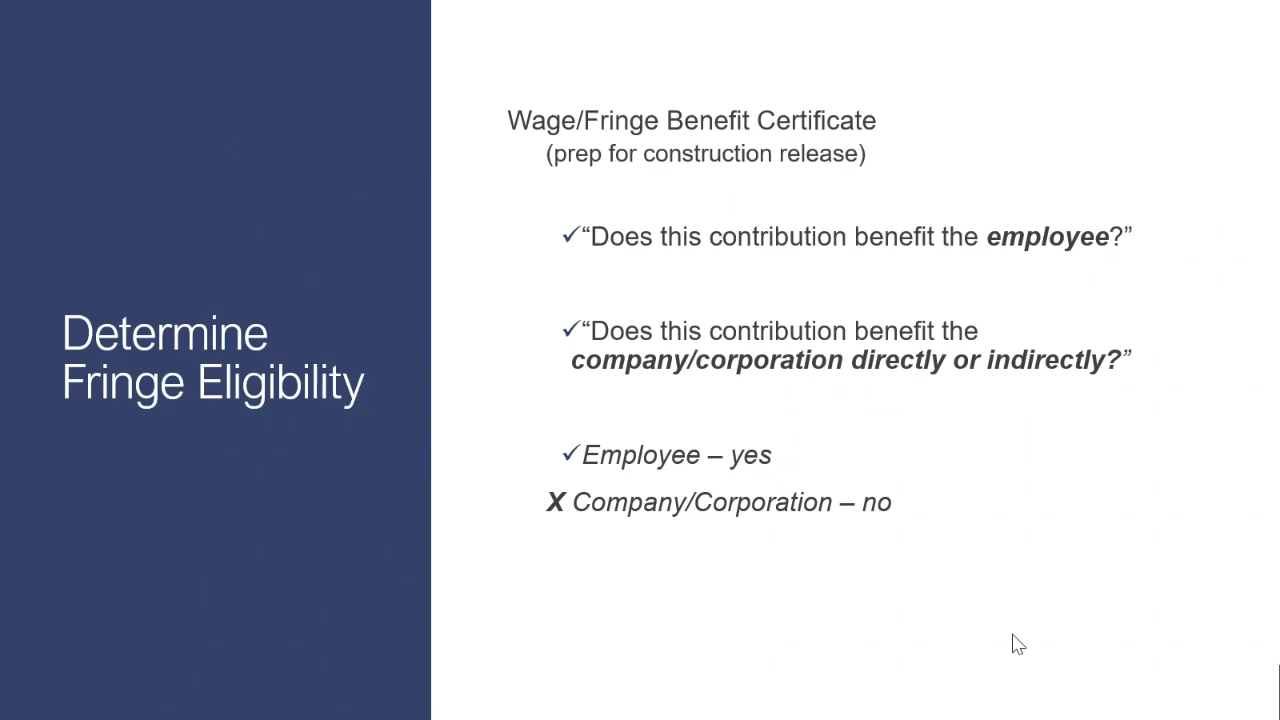 Determine
Fringe Eligibility
Wage/Fringe Benefit Certificate
(prep for construction release)
✓“Does this contribution benefit the employee?”
✓“Does this contribution benefit the
company/corporation directly or indirectly?”
✓Employee – yes
X Company/Corporation – no